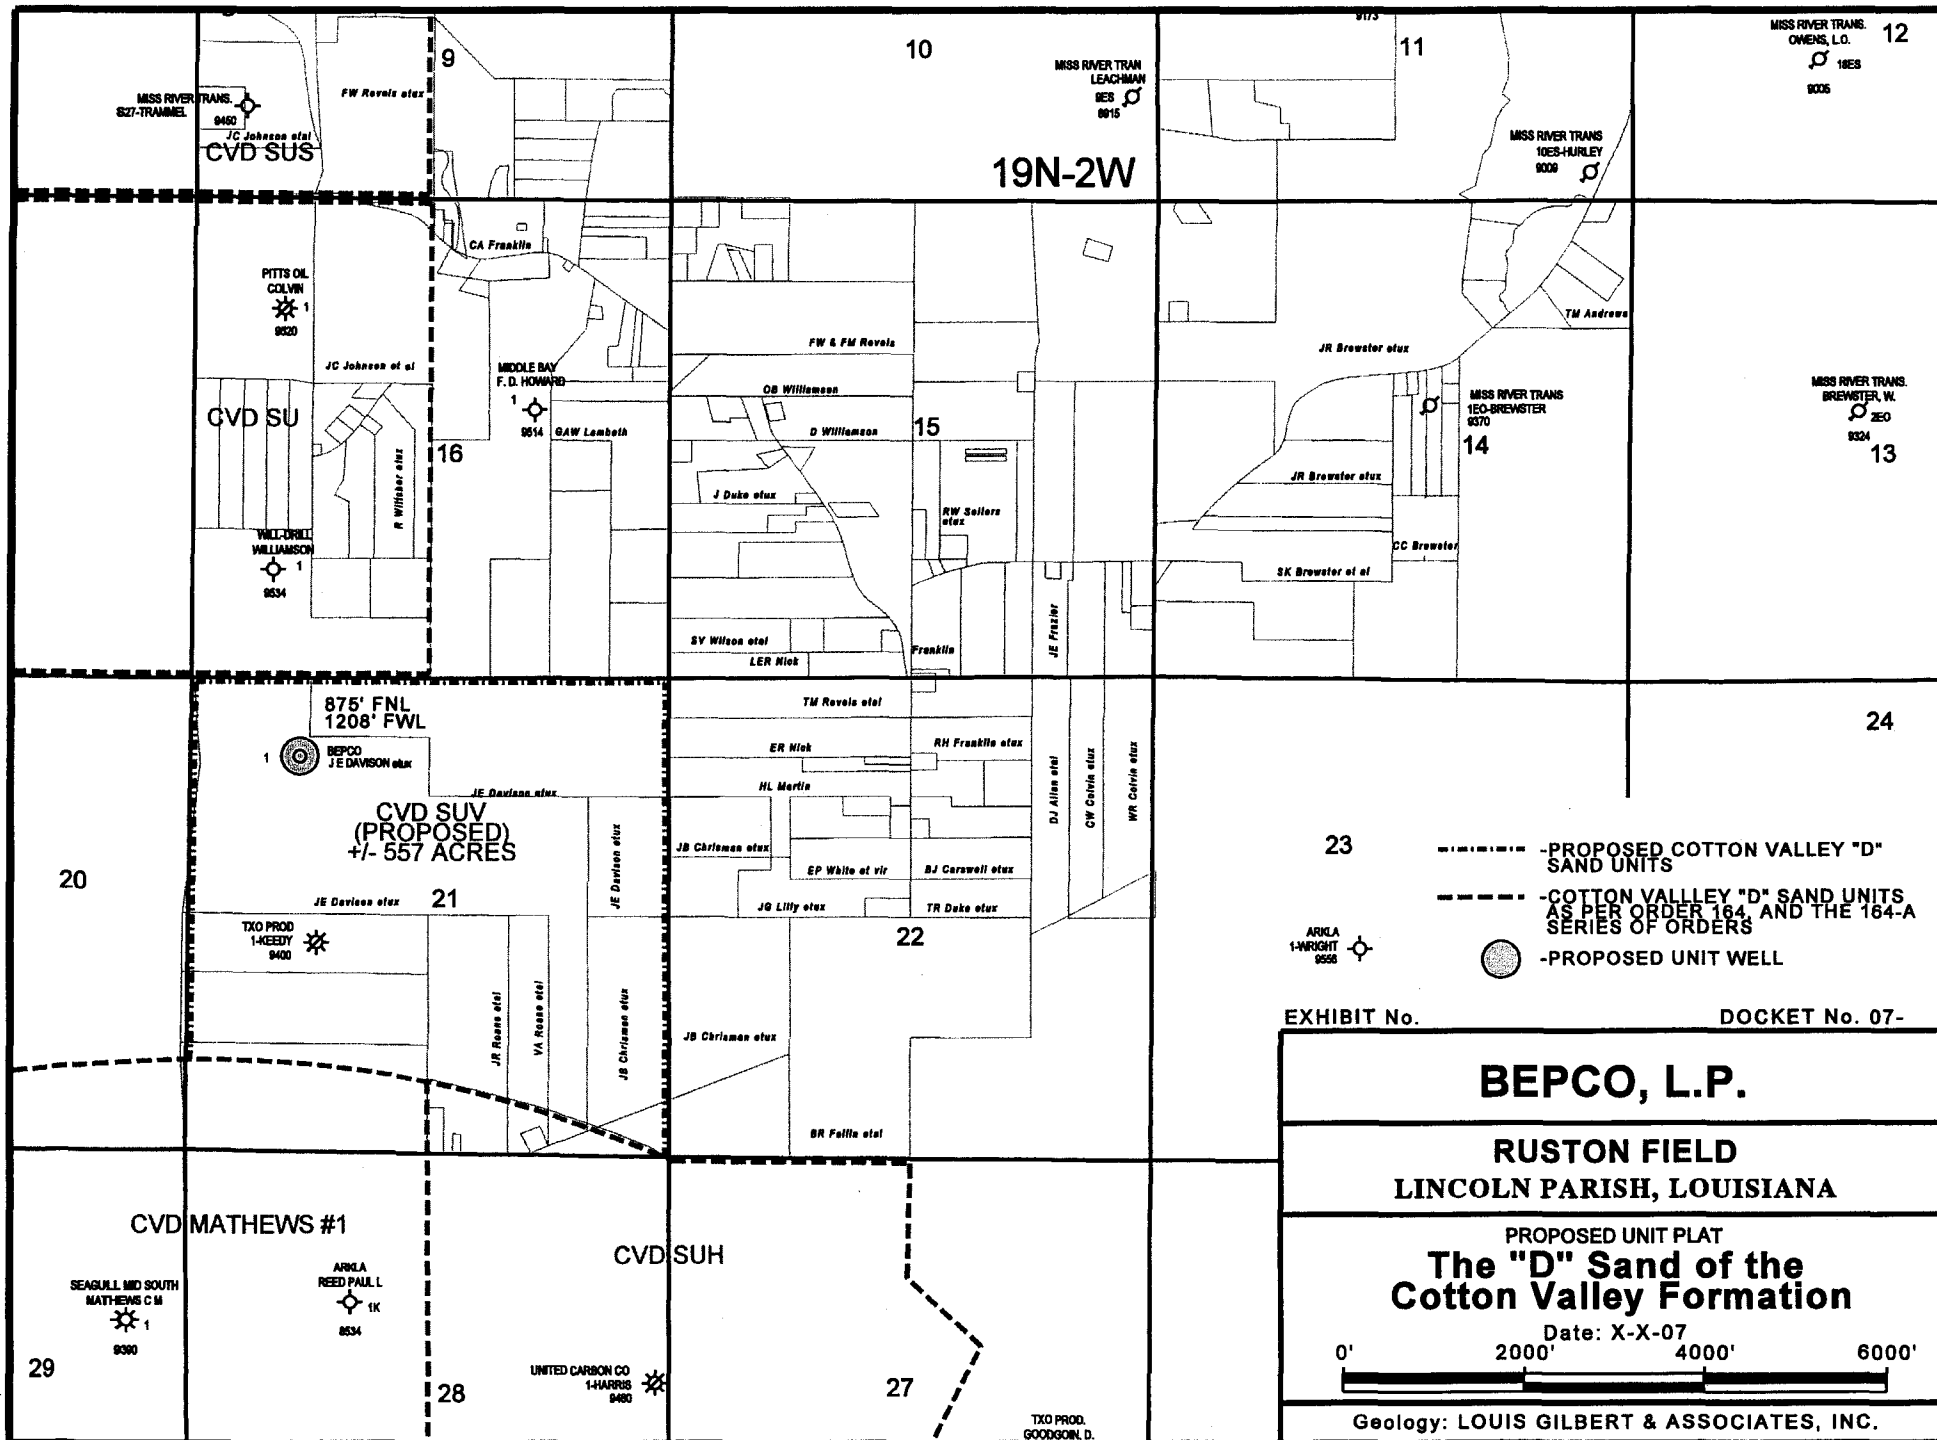 9173
9
10
11
12
MISS RIVER TRANS.
OWENS, L.O.
18ES
9005
MISS RIVER TRAN
LEACHMAN
9ES
8915
MISS RIVER TRANS
10ES-HURLEY
9009
MISS RIVER TRANS.
S27-TRAMMEL
9450
FW Revels etux
JC Johnson etal
CVD SUS
19N-2W
CA Franklin
PITTS OIL
COLVIN
1
9520
JC Johnson et al
MIDDLE BAY
F. D. HOWARD
1
9514
GAW Lambeth
CVD SU
R Willsher etux
16
WILL-DRILL
WILLIAMSON
1
9534
FW & FM Revels
OB Williamson
D Williamson
15
J Duke etux
RW Sellers
etux
SV Wilson etal
LER Nick
Franklin
JE Frazier
TM Andrews
JR Brewster etux
MISS RIVER TRANS
1EO-BREWSTER
9370
14
MISS RIVER TRANS.
BREWSTER, W.
2EO
9324
13
JR Brewster etux
CC Brewster
SK Brewster et al
875' FNL
1208' FWL
1
BEPCO
J E DAVISON etux
JE Davison etux
CVD SUV
(PROPOSED)
+/- 557 ACRES
JE Davison etux
20
21
JE Davison etux
TXO PROD
1-KEEDY
9400
JR Roane etal
VA Roane etal
JB Chrisman etux
TM Revels etal
ER Nick
RH Franklin etux
HL Martin
DJ Allen etal
CW Colvin etux
WR Colvin etux
JB Chrisman etux
EP White et vir
BJ Carswell etux
JG Lilly etux
TR Duke etux
22
JB Chrisman etux
BR Fallin etal
24
23
ARKLA
1-WRIGHT
9556
-PROPOSED COTTON VALLEY "D"
SAND UNITS
-COTTON VALLLEY "D" SAND UNITS
AS PER ORDER 164, AND THE 164-A
SERIES OF ORDERS
-PROPOSED UNIT WELL
EXHIBIT No.
DOCKET No. 07-
BEPCO, L.P.
RUSTON FIELD
LINCOLN PARISH, LOUISIANA
PROPOSED UNIT PLAT
The "D" Sand of the
Cotton Valley Formation
Date: X-X-07
0' 2000' 4000' 6000'
Geology: LOUIS GILBERT & ASSOCIATES, INC.
CVD MATHEWS #1
SEAGULL MID SOUTH
MATHEWS C M
1
9390
ARKLA
REED PAUL L
1K
8534
29
28
CVD SUH
UNITED CARBON CO
1-HARRIS
9480
27
TXO PROD.
GOODGOIN, D.